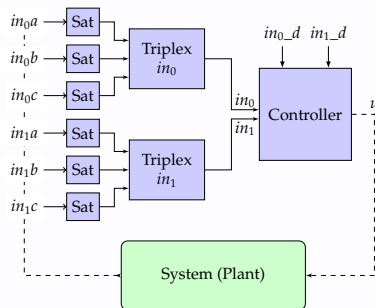 in₀a Sat
in₀b Sat
in₀c Sat
in₁a Sat
in₁b Sat
in₁c Sat
Triplex
in₀
Triplex
in₁
in₀_d in₁_d
in₀
in₁
Controller
u
System (Plant)